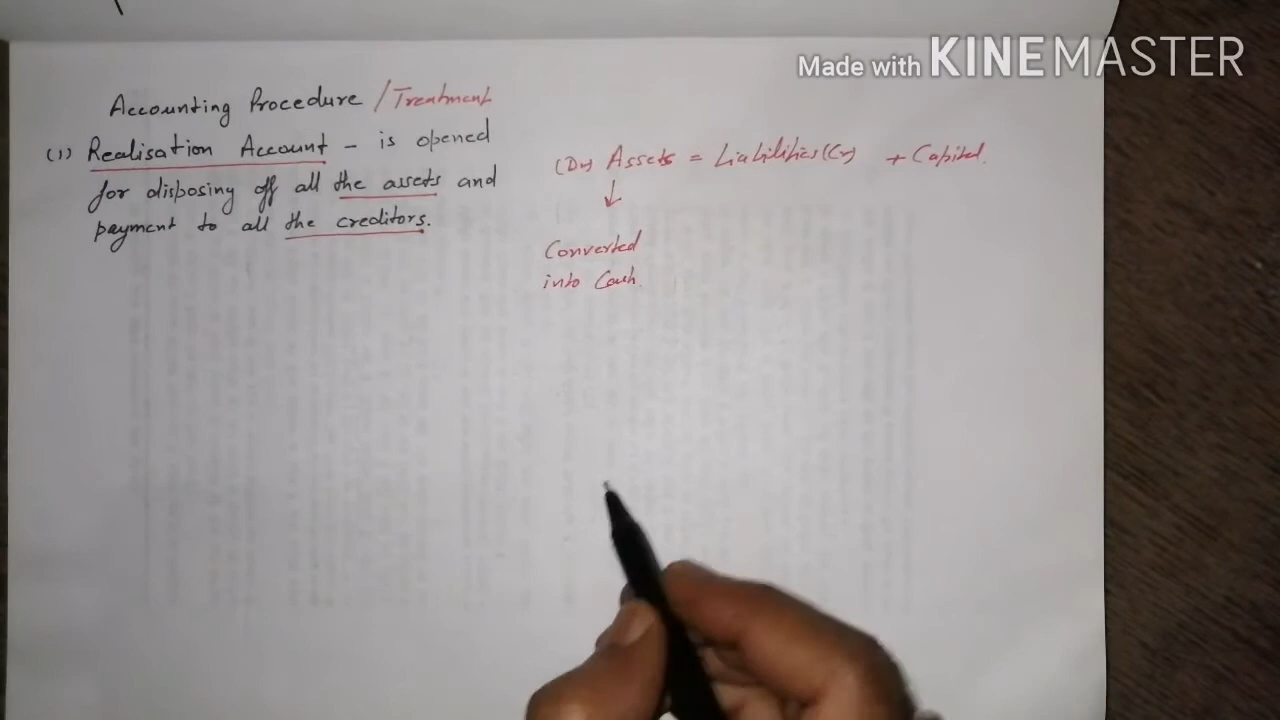 Made with KINEMASTER
Accounting Procedure / Treatment
(1) Realisation Account - is opened
for disposing off all the assets and
payment to all the creditors.
(Dr) Assets = Liabilities (Cr) + Capital.
↓
Converted
into Cash.